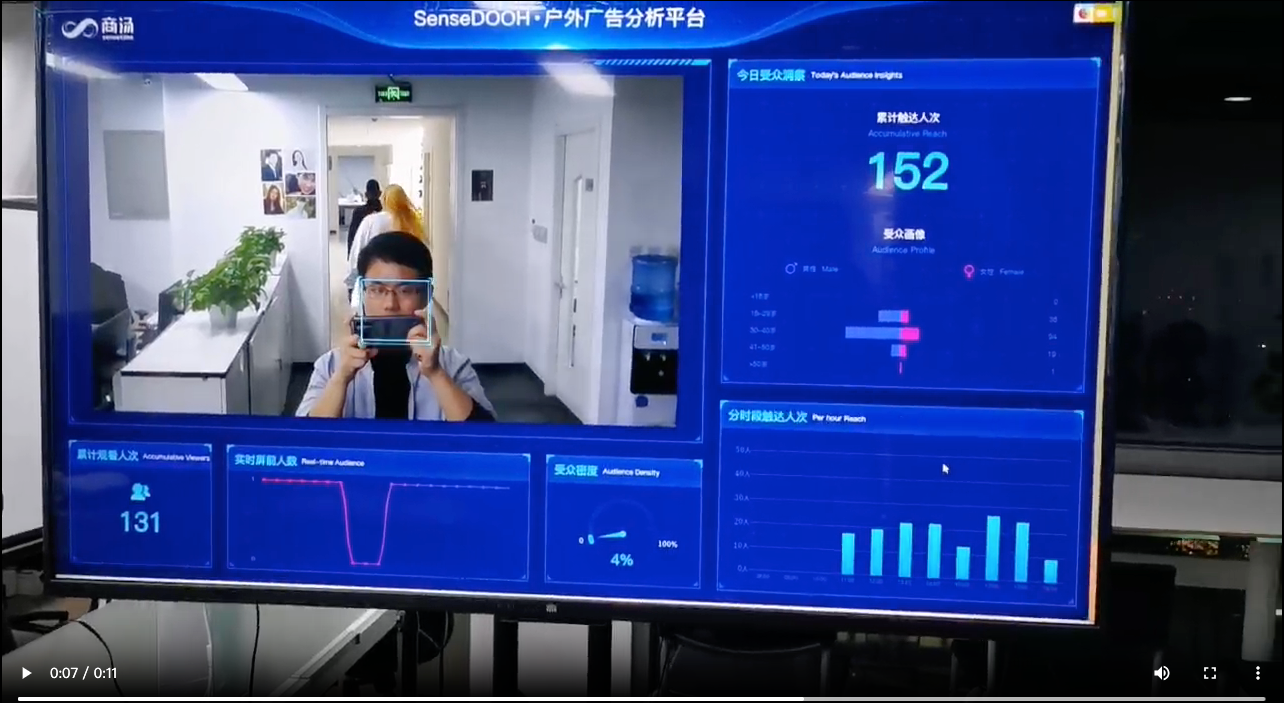 商汤
sensetime
SenseDOOH·户外广告分析平台
今日受众洞察 Today's Audience Insights
累计触达人次
Accumulative Reach
152
受众画像
Audience Profile
男性 Male
女性 Female
<18岁
18-29岁
30-40岁
41-50岁
>50岁
累计观看人次 Accumulative Viewers
131
实时屏前人数 Real-time Audience
1
0
受众密度 Audience Density
0
100%
4%
分时段触达人次 Per hour Reach
50人
40人
30人
20人
10人
0人
0:07 / 0:11